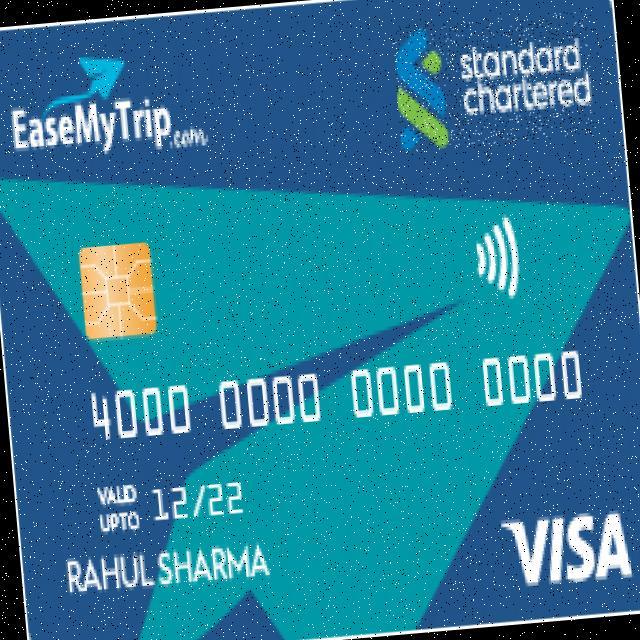 EaseMyTrip.com
standard
chartered
4000 0000 0000 0000
VALID
UPTO 12/22
RAHUL SHARMA
VISA